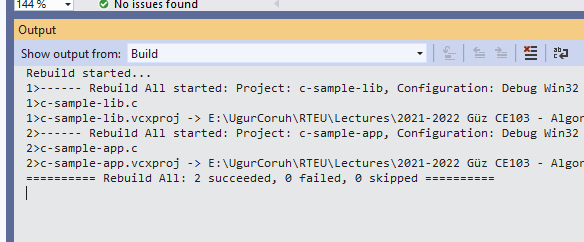 144 %
No issues found
Output
Show output from: Build
Rebuild started...
1>------ Rebuild All started: Project: c-sample-lib, Configuration: Debug Win32
1>c-sample-lib.c
1>c-sample-lib.vcxproj -> E:\UgurCoruh\RTEU\Lectures\2021-2022 Güz CE103 - Algor
2>------ Rebuild All started: Project: c-sample-app, Configuration: Debug Win32
2>c-sample-app.c
2>c-sample-app.vcxproj -> E:\UgurCoruh\RTEU\Lectures\2021-2022 Güz CE103 - Algor
========== Rebuild All: 2 succeeded, 0 failed, 0 skipped ==========